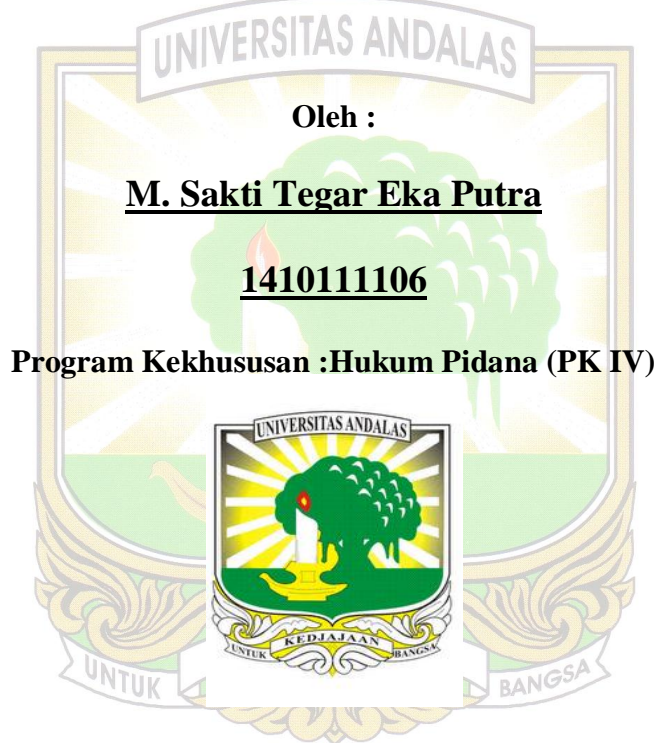 UNIVERSITAS ANDALAS
Oleh :
M. Sakti Tegar Eka Putra
1410111106
Program Kekhususan :Hukum Pidana (PK IV)
UNIVERSITAS ANDALAS
UNTUK KEDJAJAAN BANGSA
UNTUK BANGSA